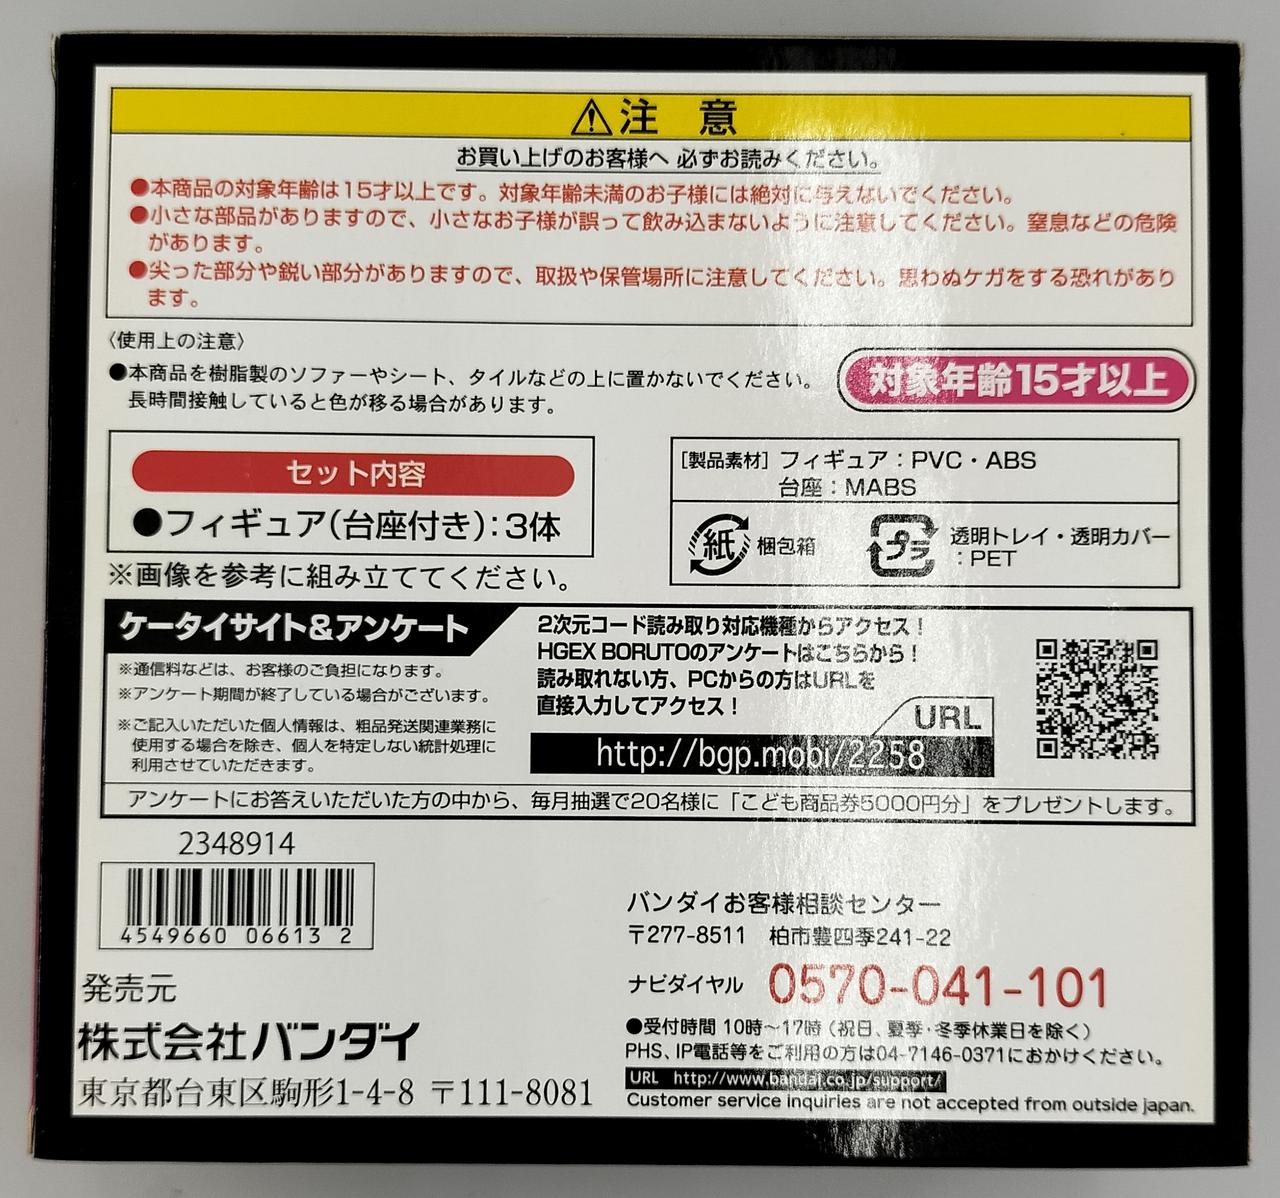 ⚠注 意
お買い上げのお客様へ 必ずお読みください。
●本商品の対象年齢は15才以上です。対象年齢未満のお子様には絶対に与えないでください。
●小さな部品がありますので、小さなお子様が誤って飲み込まないように注意してください。窒息などの危険
があります。
●尖った部分や鋭い部分がありますので、取扱や保管場所に注意してください。思わぬケガをする恐れがあり
ます。
〈使用上の注意〉
●本商品を樹脂製のソファーやシート、タイルなどの上に置かないでください。
長時間接触していると色が移る場合があります。
対象年齢15才以上
セット内容
●フィギュア(台座付き):3体
※画像を参考に組み立ててください。
[製品素材] フィギュア:PVC・ABS
台座:MABS
紙 梱包箱
プラ 透明トレイ・透明カバー
:PET
ケータイサイト&アンケート
※通信料などは、お客様のご負担になります。
※アンケート期間が終了している場合がございます。
※ご記入いただいた個人情報は、粗品発送関連業務に
使用する場合を除き、個人を特定しない統計処理に
利用させていただきます。
2次元コード読み取り対応機種からアクセス!
HGEX BORUTOのアンケートはこちらから!
読み取れない方、PCからの方はURLを
直接入力してアクセス!
URL
http://bgp.mobi/2258
アンケートにお答えいただいた方の中から、毎月抽選で20名様に「こども商品券5000円分」をプレゼントします。
2348914
4549660 06613 2
発売元
株式会社バンダイ
東京都台東区駒形1-4-8 〒111-8081
バンダイお客様相談センター
〒277-8511 柏市豊四季241-22
ナビダイヤル 0570-041-101
●受付時間 10時~17時 (祝日、夏季・冬季休業日を除く)
PHS、IP電話等をご利用の方は04-7146-0371におかけください。
URL http://www.bandai.co.jp/support/
Customer service inquiries are not accepted from outside japan.